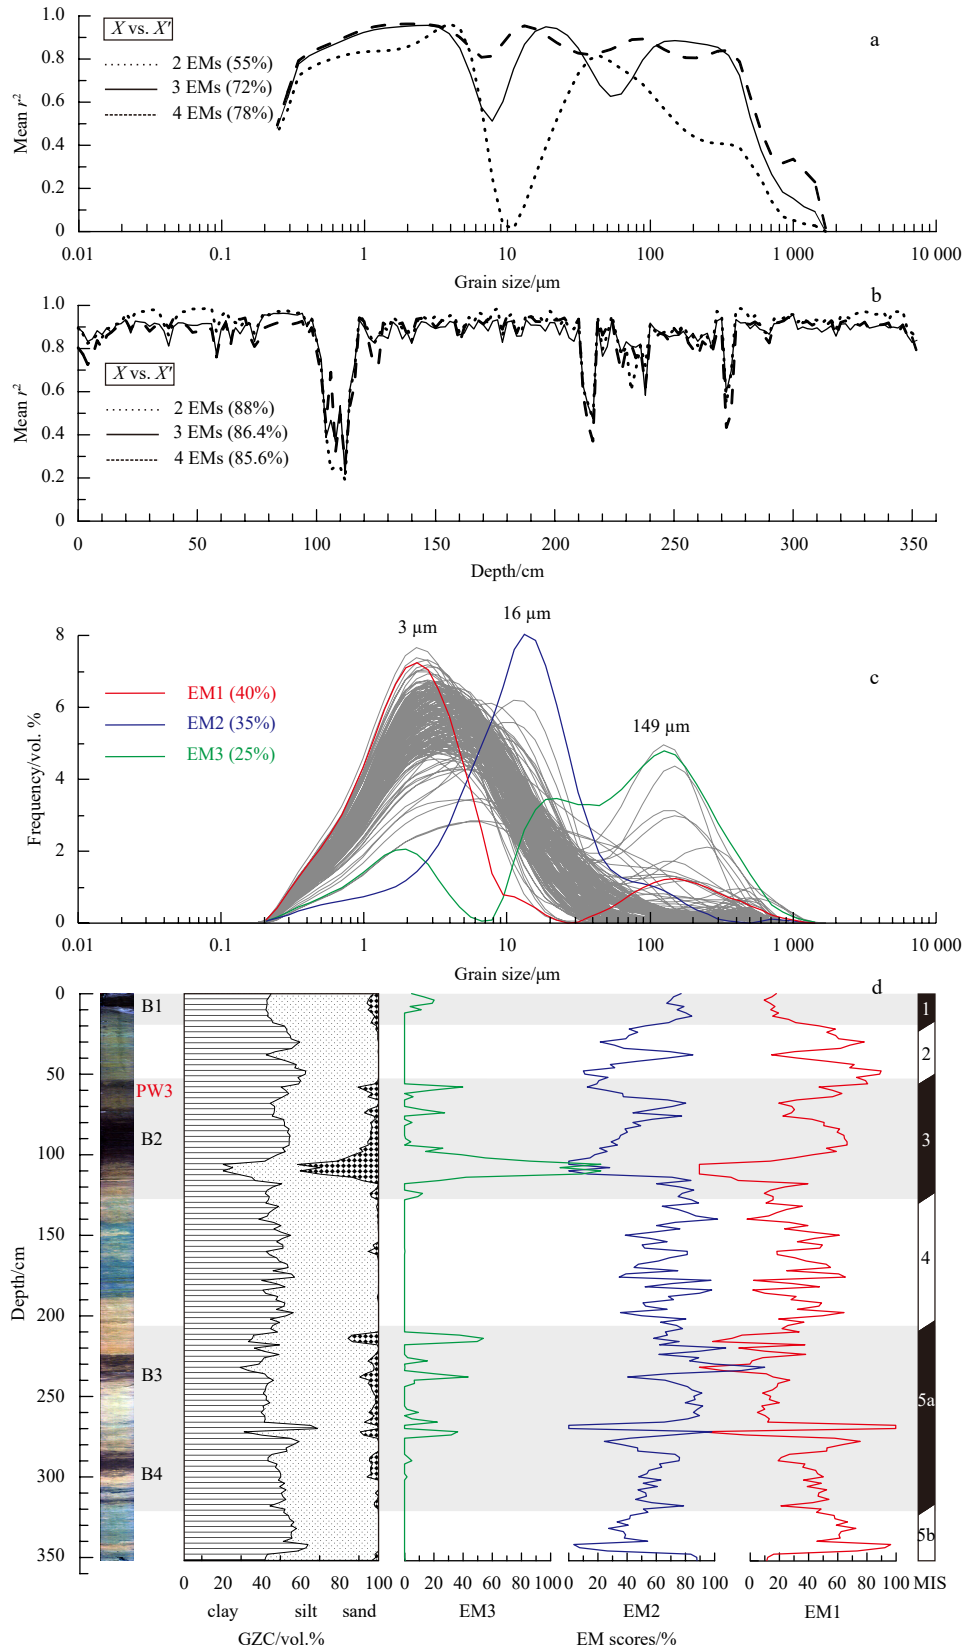 a
X vs. X′
2 EMs (55%)
3 EMs (72%)
4 EMs (78%)
Mean r²
1.0
0.8
0.6
0.4
0.2
0
0.01 0.1 1 10 100 1 000 10 000
Grain size/μm
b
X vs. X′
2 EMs (88%)
3 EMs (86.4%)
4 EMs (85.6%)
Mean r²
1.0
0.8
0.6
0.4
0.2
0
0 50 100 150 200 250 300 350
Depth/cm
c
3 μm
16 μm
149 μm
EM1 (40%)
EM2 (35%)
EM3 (25%)
Frequency/vol. %
8
6
4
2
0
0.01 0.1 1 10 100 1 000 10 000
Grain size/μm
d
Depth/cm
0
50
100
150
200
250
300
350
B1
PW3
B2
B3
B4
1
2
3
4
5a
5b
0 20 40 60 80 100
0 20 40 60 80 100
0 20 40 60 80 100
0 20 40 60 80 100
MIS
clay silt sand
EM3
EM2
EM1
GZC/vol.%
EM scores/%